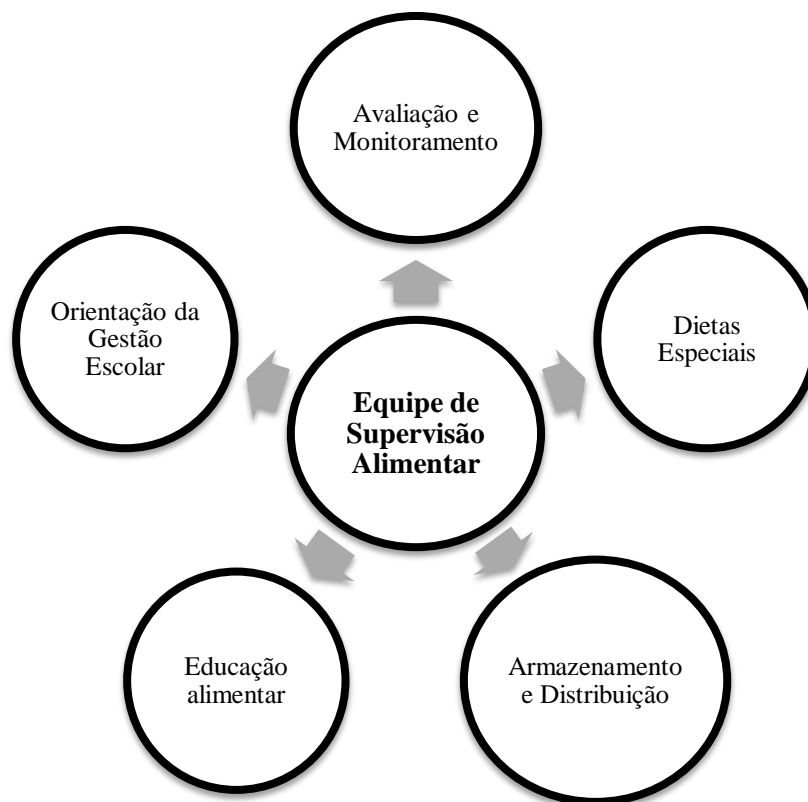 Avaliação e
Monitoramento
Orientação da
Gestão
Escolar
Dietas
Especiais
Equipe de
Supervisão
Alimentar
Educação
alimentar
Armazenamento
e Distribuição